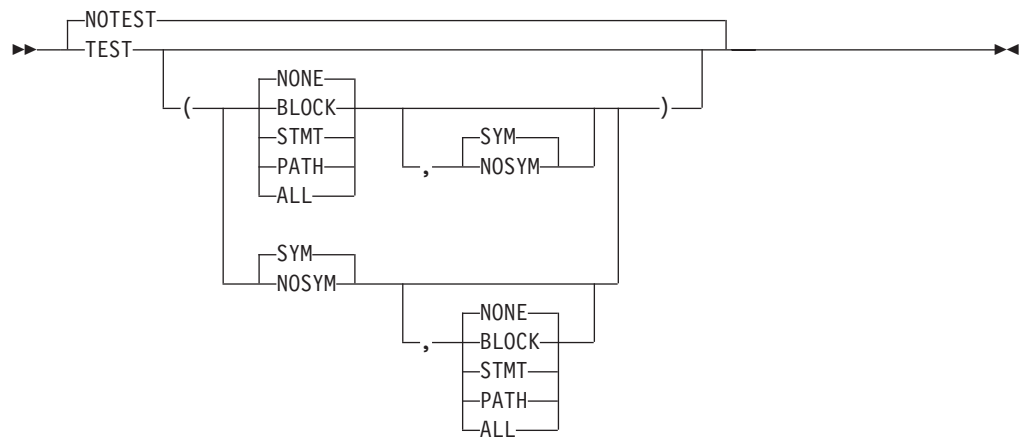 NOTEST
TEST
( NONE )
BLOCK
STMT SYM
PATH , NOSYM
ALL
SYM
NOSYM
NONE
, BLOCK
STMT
PATH
ALL